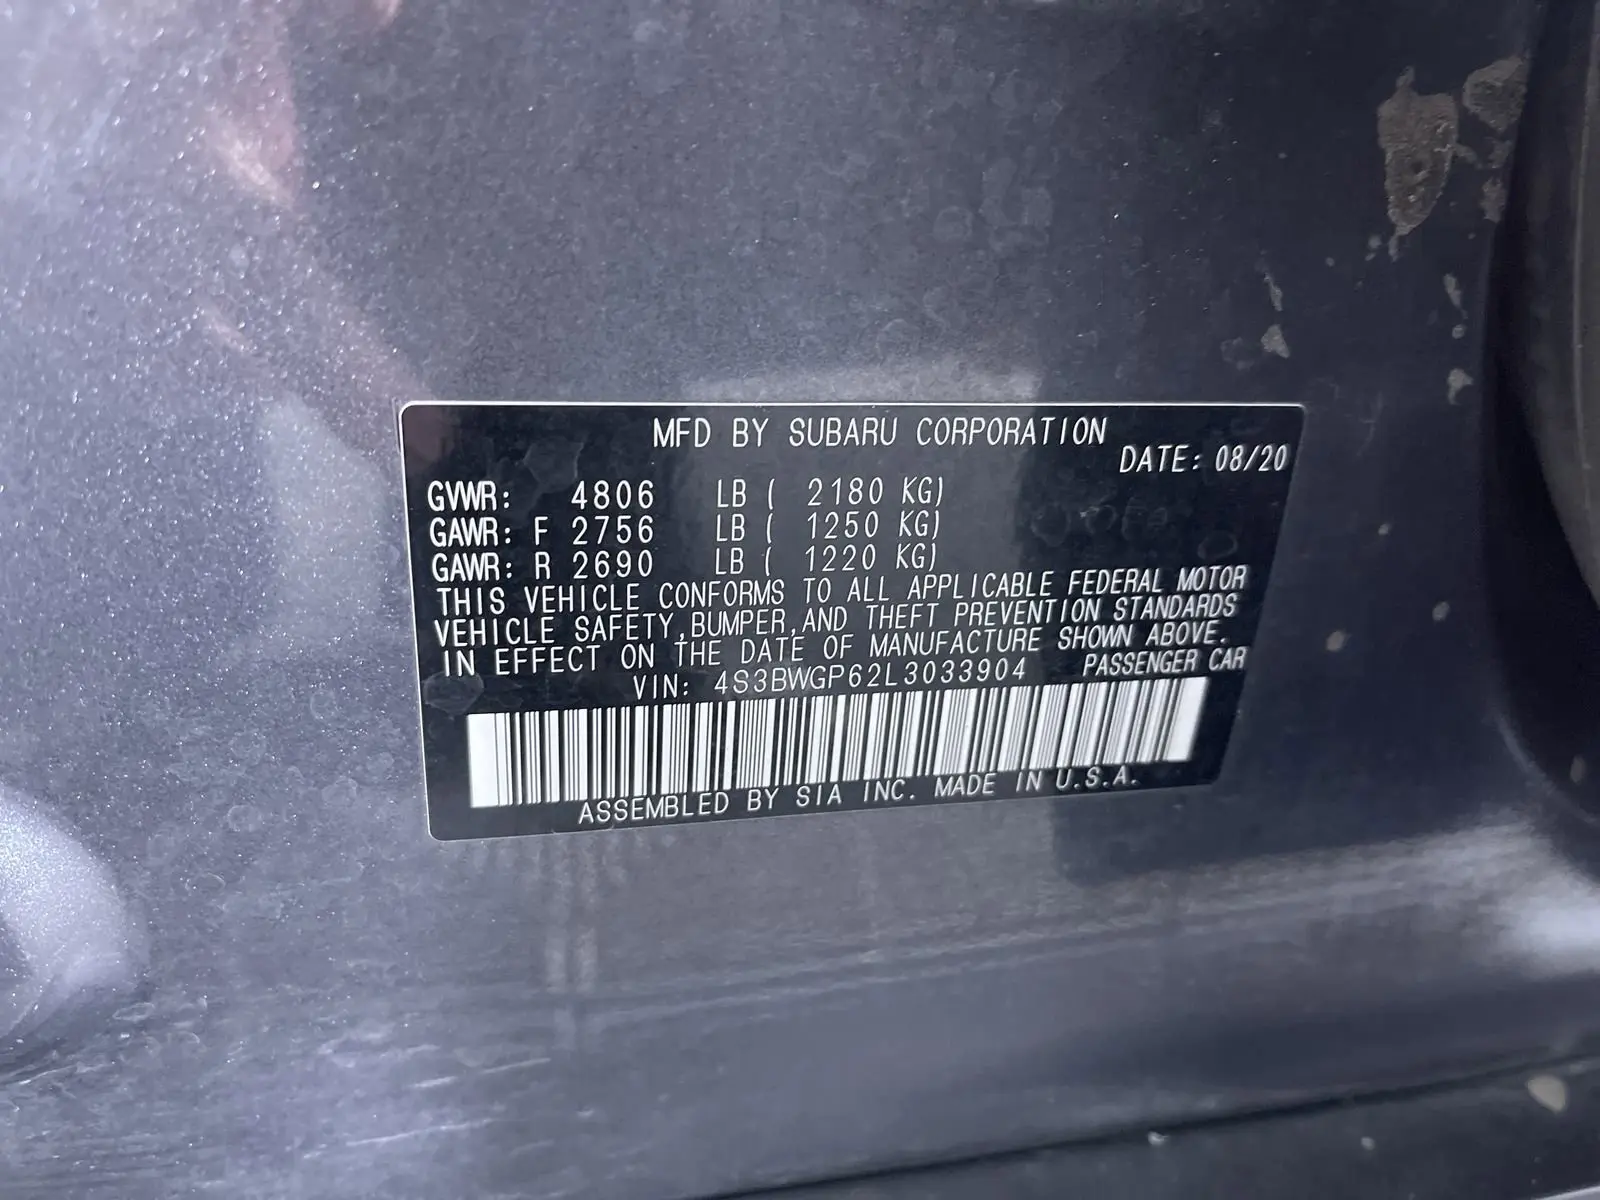 MFD BY SUBARU CORPORATION
DATE: 08/20
GVWR: 4806 LB ( 2180 KG)
GAWR: F 2756 LB ( 1250 KG)
GAWR: R 2690 LB ( 1220 KG)
THIS VEHICLE CONFORMS TO ALL APPLICABLE FEDERAL MOTOR
VEHICLE SAFETY,BUMPER,AND THEFT PREVENTION STANDARDS
IN EFFECT ON THE DATE OF MANUFACTURE SHOWN ABOVE.
VIN: 4S3BWGP62L3033904 PASSENGER CAR
ASSEMBLED BY SIA INC. MADE IN U.S.A.